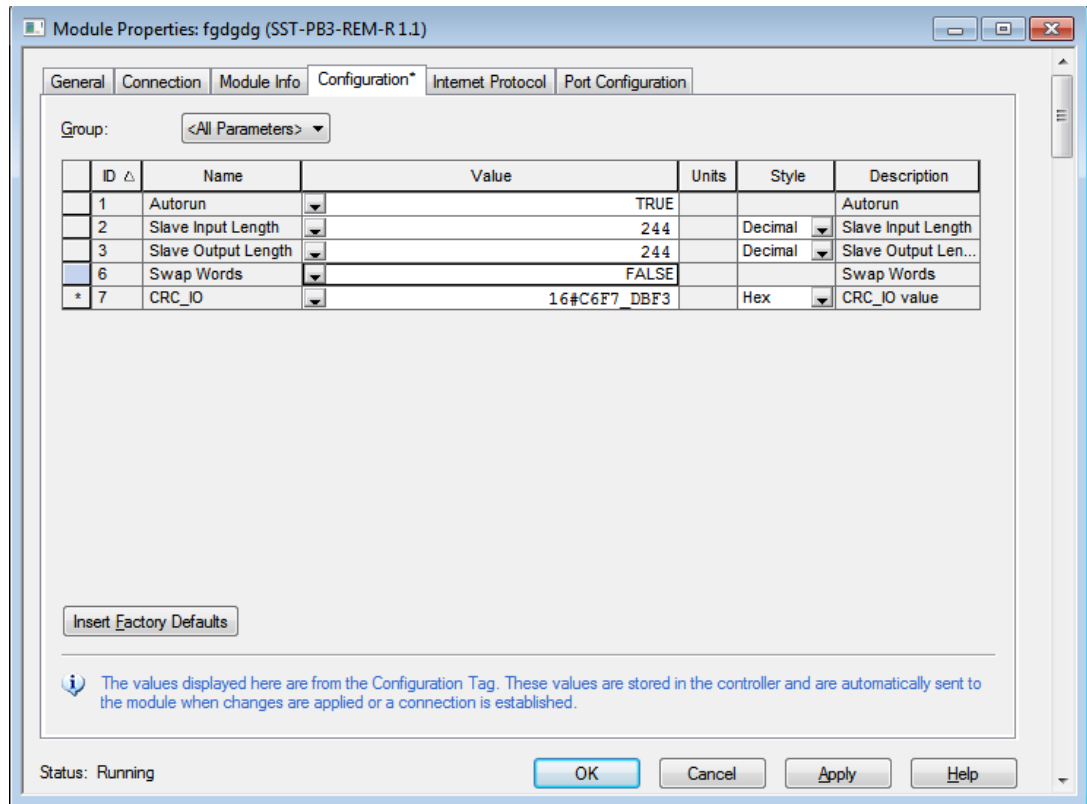 Module Properties: fgdgdg (SST-PB3-REM-R 1.1)
General Connection Module Info Configuration* Internet Protocol Port Configuration
Group: <All Parameters>
ID Name Value Units Style Description
1 Autorun TRUE Autorun
2 Slave Input Length 244 Decimal Slave Input Length
3 Slave Output Length 244 Decimal Slave Output Len...
6 Swap Words FALSE Swap Words
* 7 CRC_IO 16#C6F7_DBF3 Hex CRC_IO value
Insert Factory Defaults
The values displayed here are from the Configuration Tag. These values are stored in the controller and are automatically sent to
the module when changes are applied or a connection is established.
Status: Running OK Cancel Apply Help